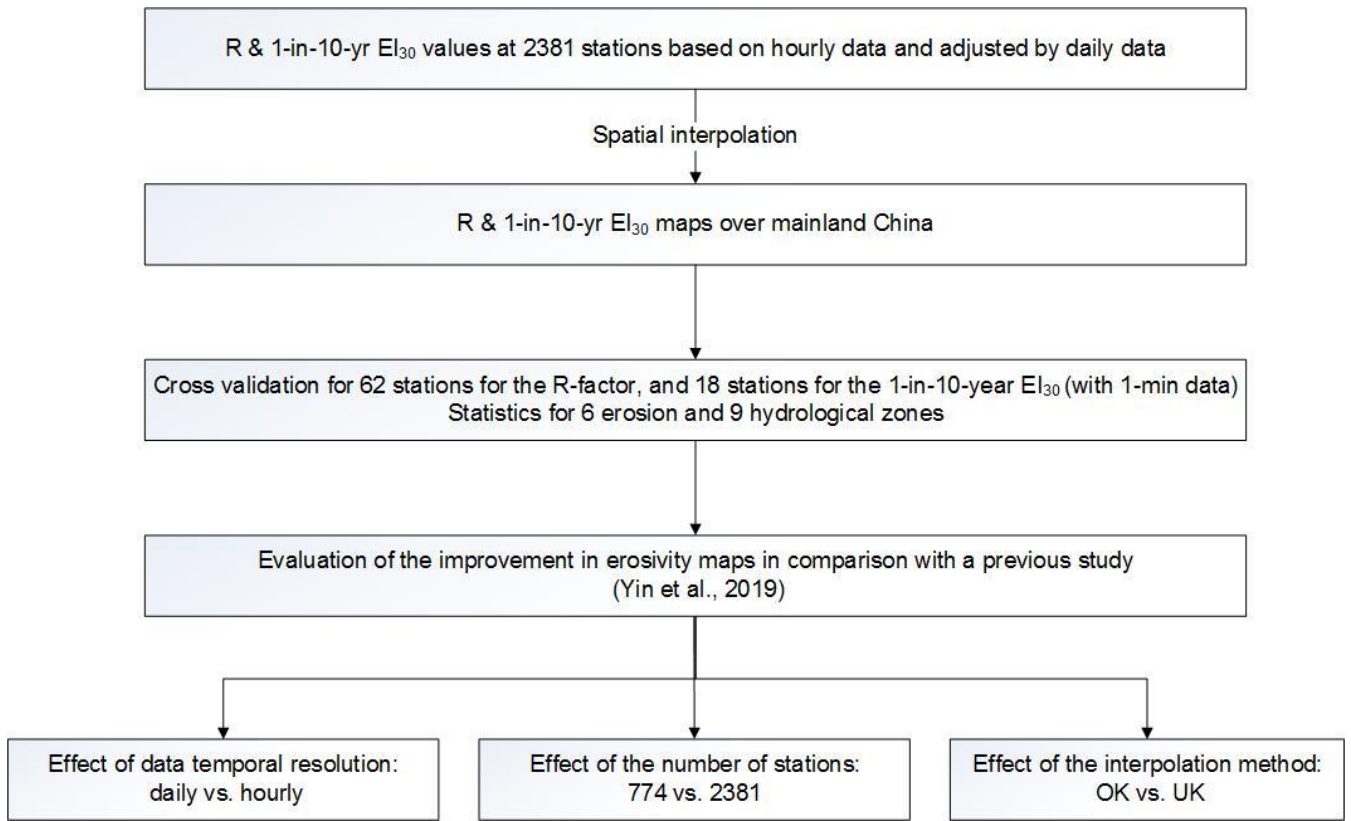 R & 1-in-10-yr EI30 values at 2381 stations based on hourly data and adjusted by daily data
Spatial interpolation
R & 1-in-10-yr EI30 maps over mainland China
Cross validation for 62 stations for the R-factor, and 18 stations for the 1-in-10-year EI30 (with 1-min data)
Statistics for 6 erosion and 9 hydrological zones
Evaluation of the improvement in erosivity maps in comparison with a previous study
(Yin et al., 2019)
Effect of data temporal resolution:
daily vs. hourly
Effect of the number of stations:
774 vs. 2381
Effect of the interpolation method:
OK vs. UK